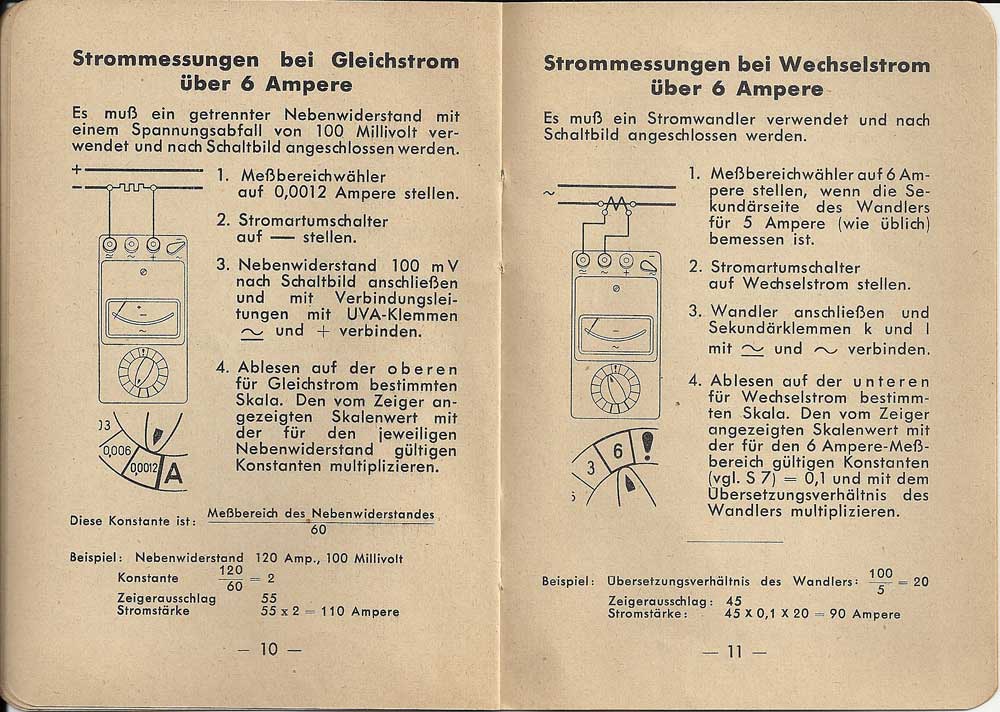 Strommessungen bei Gleichstrom
über 6 Ampere
Es muß ein getrennter Nebenwiderstand mit
einem Spannungsabfall von 100 Millivolt ver-
wendet und nach Schaltbild angeschlossen werden.
+
–
1. Meßbereichwähler
auf 0,0012 Ampere stellen.
2. Stromartumschalter
auf — stellen.
3. Nebenwiderstand 100 mV
nach Schaltbild anschließen
und mit Verbindungslei-
tungen mit UVA-Klemmen
⏦ und + verbinden.
4. Ablesen auf der oberen
für Gleichstrom bestimmten
Skala. Den vom Zeiger an-
gezeigten Skalenwert mit
der für den jeweiligen
Nebenwiderstand gültigen
Konstanten multiplizieren.
03
0,006
0,0012
A
Diese Konstante ist: Meßbereich des Nebenwiderstandes
60
Beispiel: Nebenwiderstand 120 Amp., 100 Millivolt
Konstante 120/60 = 2
Zeigerausschlag 55
Stromstärke 55 x 2 = 110 Ampere
— 10 —
Strommessungen bei Wechselstrom
über 6 Ampere
Es muß ein Stromwandler verwendet und nach
Schaltbild angeschlossen werden.
~
1. Meßbereichwähler auf 6 Am-
pere stellen, wenn die Se-
kundärseite des Wandlers
für 5 Ampere (wie üblich)
bemessen ist.
2. Stromartumschalter
auf Wechselstrom stellen.
3. Wandler anschließen und
Sekundärklemmen k und l
mit ⏦ und ~ verbinden.
4. Ablesen auf der unteren
für Wechselstrom bestimm-
ten Skala. Den vom Zeiger
angezeigten Skalenwert mit
der für den 6 Ampere-Meß-
bereich gültigen Konstanten
(vgl. S 7) = 0,1 und mit dem
Übersetzungsverhältnis des
Wandlers multiplizieren.
3
6
!
Beispiel: Übersetzungsverhältnis des Wandlers: 100/5 = 20
Zeigerausschlag: 45
Stromstärke: 45 X 0,1 X 20 = 90 Ampere
— 11 —